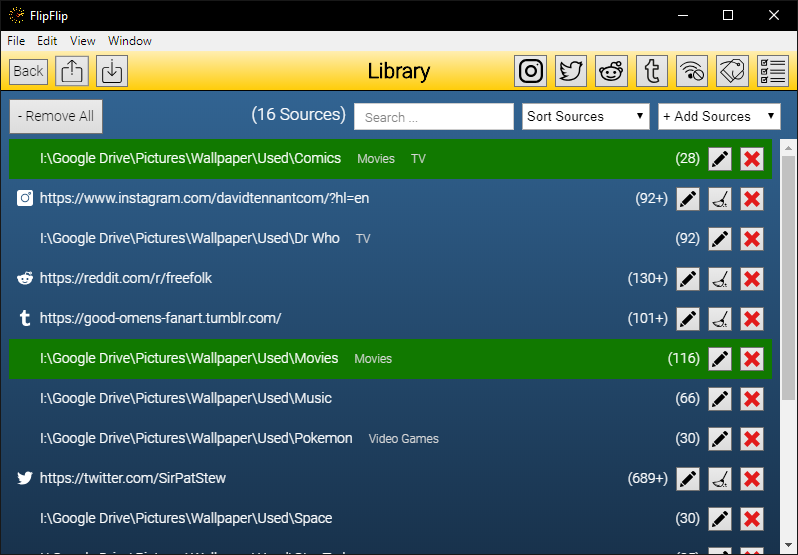 FlipFlip
File Edit View Window
Back Library
- Remove All (16 Sources) Search ... Sort Sources + Add Sources
I:\Google Drive\Pictures\Wallpaper\Used\Comics Movies TV (28)
https://www.instagram.com/davidtennantcom/?hl=en (92+)
I:\Google Drive\Pictures\Wallpaper\Used\Dr Who TV (92)
https://reddit.com/r/freefolk (130+)
https://good-omens-fanart.tumblr.com/ (101+)
I:\Google Drive\Pictures\Wallpaper\Used\Movies Movies (116)
I:\Google Drive\Pictures\Wallpaper\Used\Music (66)
I:\Google Drive\Pictures\Wallpaper\Used\Pokemon Video Games (30)
https://twitter.com/SirPatStew (689+)
I:\Google Drive\Pictures\Wallpaper\Used\Space (30)